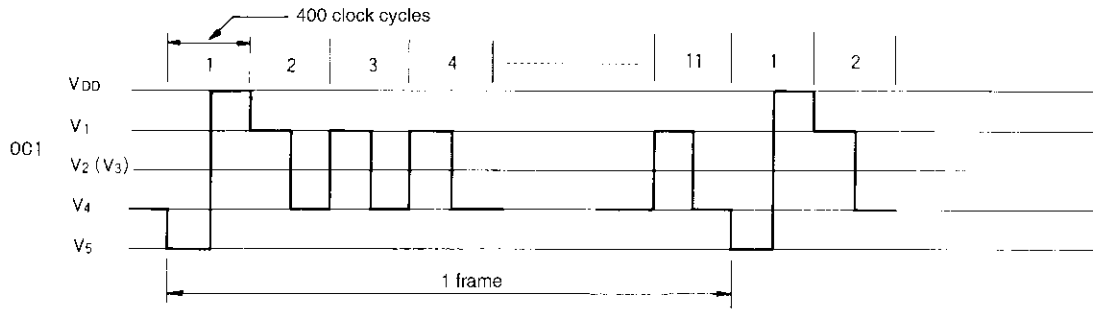 400 clock cycles
1 2 3 4 11 1 2
VDD
V1
OC1
V2 (V3)
V4
V5
1 frame